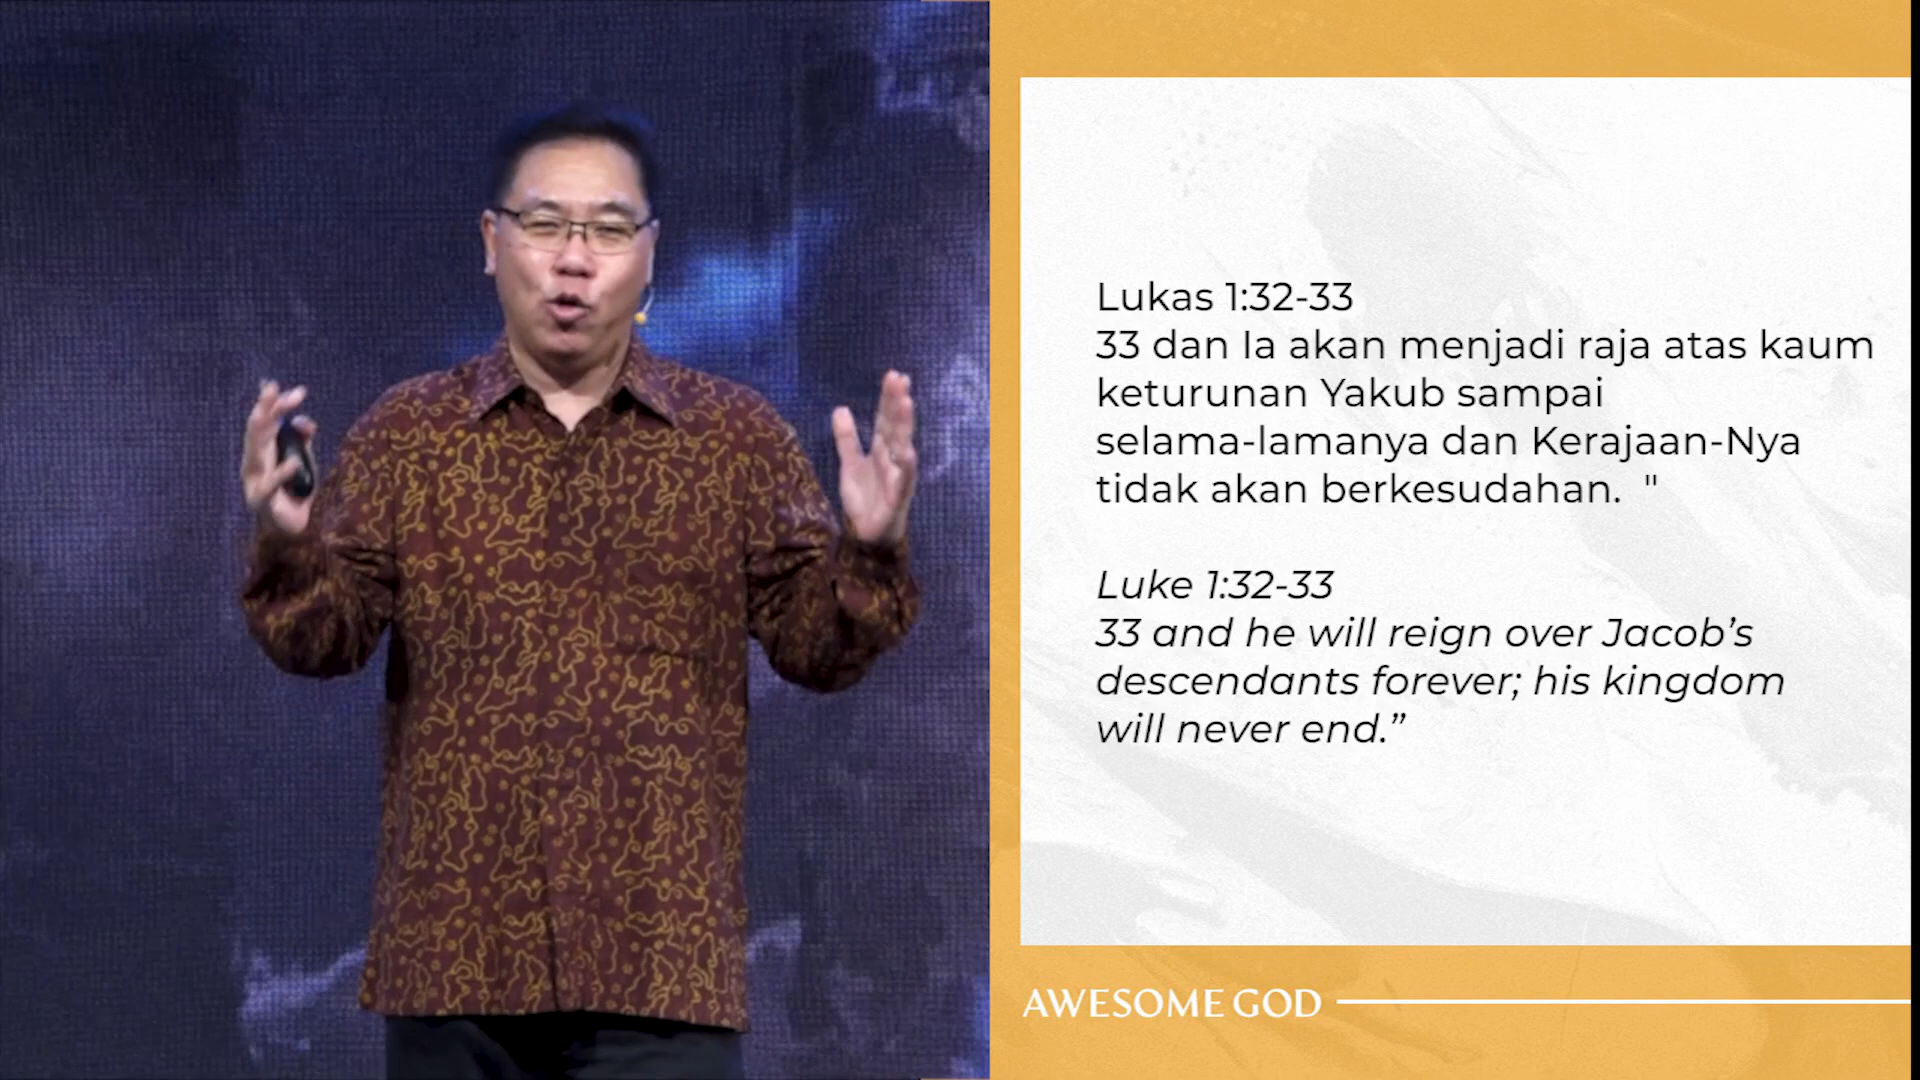 Lukas 1:32-33
33 dan Ia akan menjadi raja atas kaum
keturunan Yakub sampai
selama-lamanya dan Kerajaan-Nya
tidak akan berkesudahan.  "
Luke 1:32-33
33 and he will reign over Jacob’s
descendants forever; his kingdom
will never end.”
AWESOME GOD